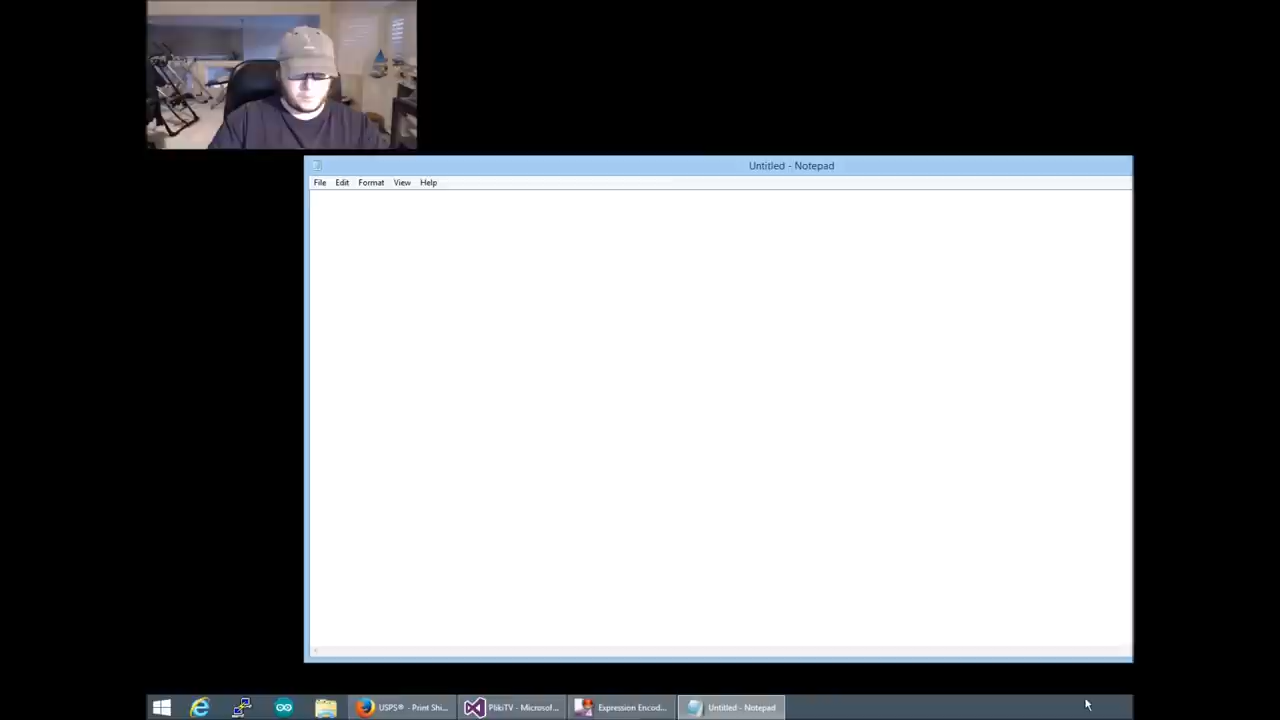 Untitled - Notepad
File Edit Format View Help
USPS® - Print Shi... PlikiTV - Microsof... Expression Encod... Untitled - Notepad